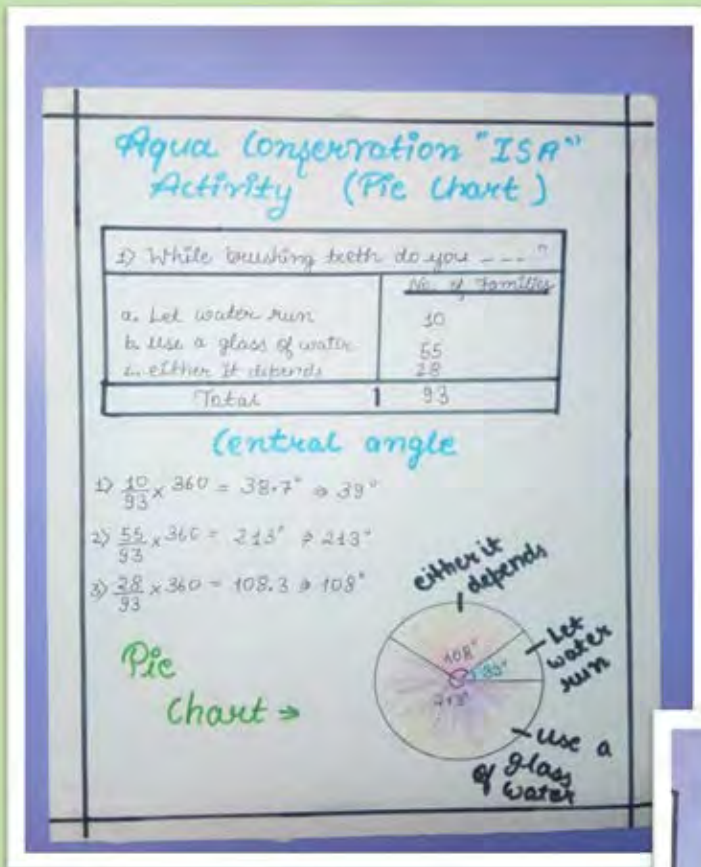 Aqua Conservation "ISA"
Activity (Pie Chart)
1) While brushing teeth do you ---- "
No. of families
a. Let water run 10
b. Use a glass of water 55
c. either it depends 28
Total 93
Central angle
1) 10/93 x 360 = 38.7° ⇒ 39°
2) 55/93 x 360 = 213° ⇒ 213°
3) 28/93 x 360 = 108.3 ⇒ 108°
Pie
Chart ⇒
either it
depends
Let
water
run
use a
glass
of water
108°
39°
213°